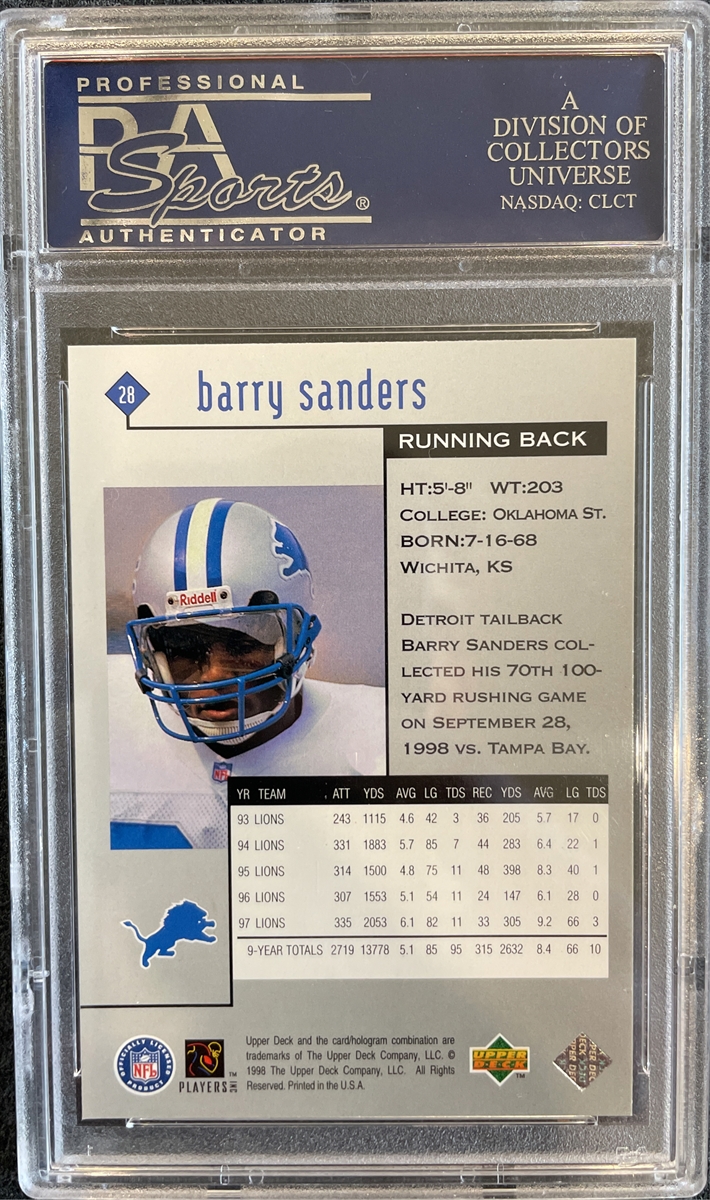 PROFESSIONAL
PSA
Sports®
AUTHENTICATOR
A
DIVISION OF
COLLECTORS
UNIVERSE
NASDAQ: CLCT
28 barry sanders
RUNNING BACK
HT:5'-8" WT:203
COLLEGE: OKLAHOMA ST.
BORN:7-16-68
WICHITA, KS
DETROIT TAILBACK
BARRY SANDERS COL-
LECTED HIS 70TH 100-
YARD RUSHING GAME
ON SEPTEMBER 28,
1998 VS. TAMPA BAY.
Riddell
NFL
YR TEAM ATT YDS AVG LG TDS REC YDS AVG LG TDS
93 LIONS 243 1115 4.6 42 3 36 205 5.7 17 0
94 LIONS 331 1883 5.7 85 7 44 283 6.4 22 1
95 LIONS 314 1500 4.8 75 11 48 398 8.3 40 1
96 LIONS 307 1553 5.1 54 11 24 147 6.1 28 0
97 LIONS 335 2053 6.1 82 11 33 305 9.2 66 3
9-YEAR TOTALS 2719 13778 5.1 85 95 315 2632 8.4 66 10
OFFICIALLY LICENSED
NFL
PRODUCT
PLAYERS INC ™
Upper Deck and the card/hologram combination are
trademarks of The Upper Deck Company, LLC. ©
1998 The Upper Deck Company, LLC. All Rights
Reserved. Printed in the U.S.A.
UPPER
DECK
™